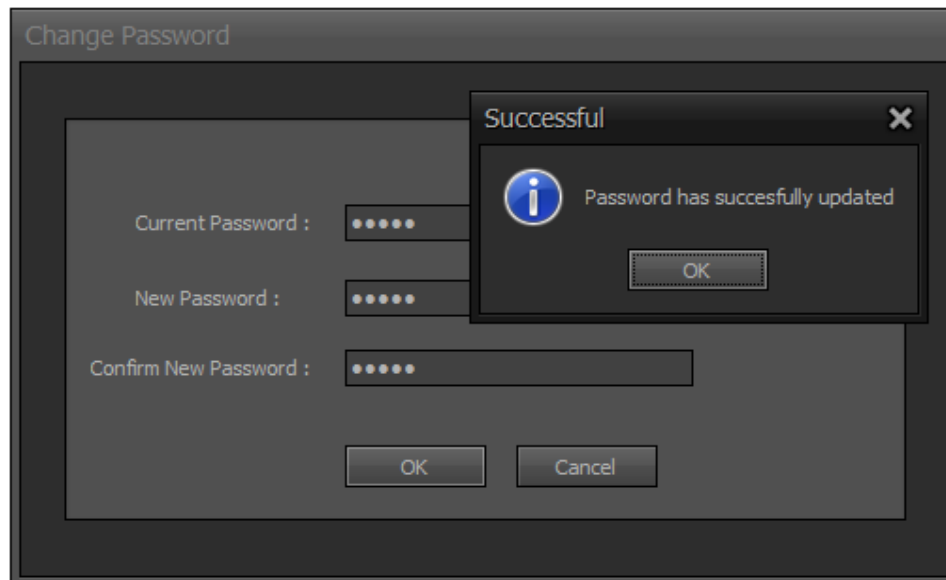 Change Password
Successful
Password has succesfully updated
OK
Current Password : •••••
New Password : •••••
Confirm New Password : •••••
OK Cancel